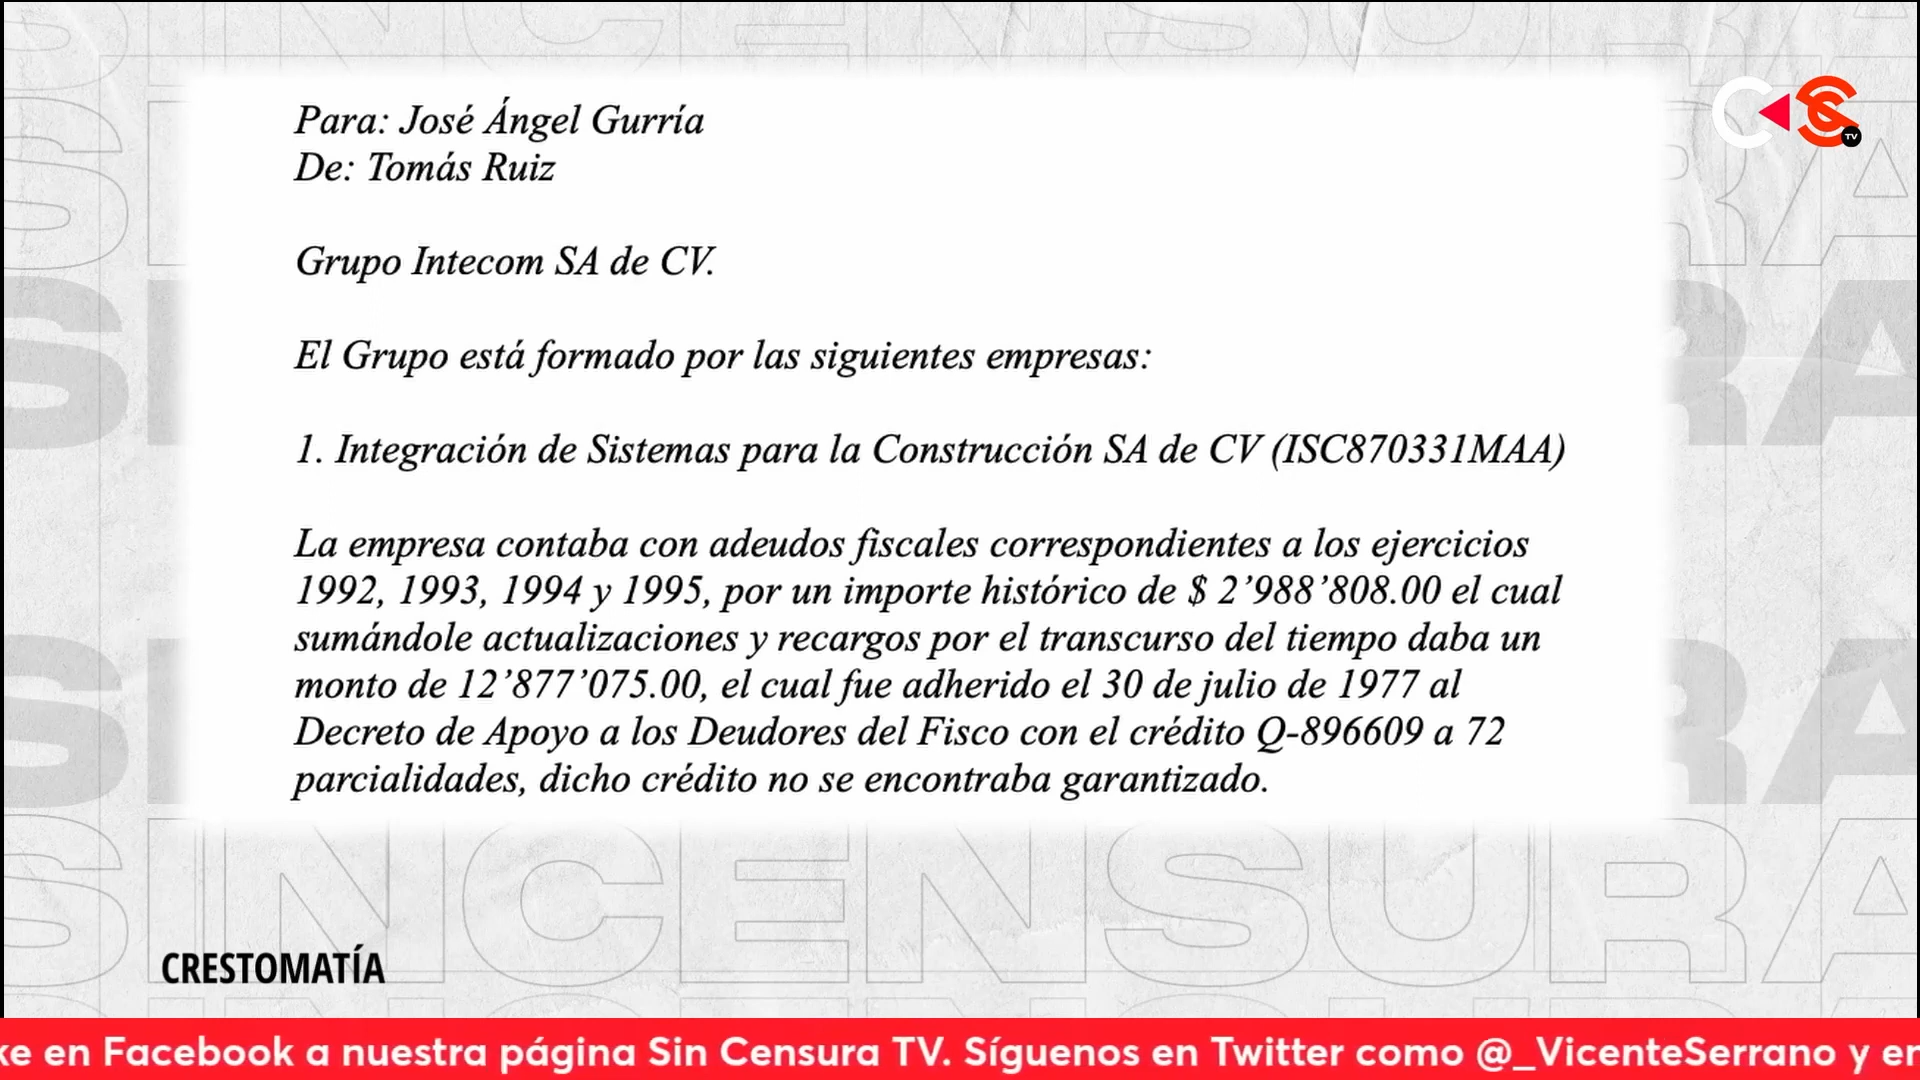 Para: José Ángel Gurría
De: Tomás Ruiz
Grupo Intecom SA de CV.
El Grupo está formado por las siguientes empresas:
1. Integración de Sistemas para la Construcción SA de CV (ISC870331MAA)
La empresa contaba con adeudos fiscales correspondientes a los ejercicios
1992, 1993, 1994 y 1995, por un importe histórico de $ 2’988’808.00 el cual
sumándole actualizaciones y recargos por el transcurso del tiempo daba un
monto de 12’877’075.00, el cual fue adherido el 30 de julio de 1977 al
Decreto de Apoyo a los Deudores del Fisco con el crédito Q-896609 a 72
parcialidades, dicho crédito no se encontraba garantizado.
TV
SINCENSURA
CRESTOMATÍA
ke en Facebook a nuestra página Sin Censura TV. Síguenos en Twitter como @_VicenteSerrano y en